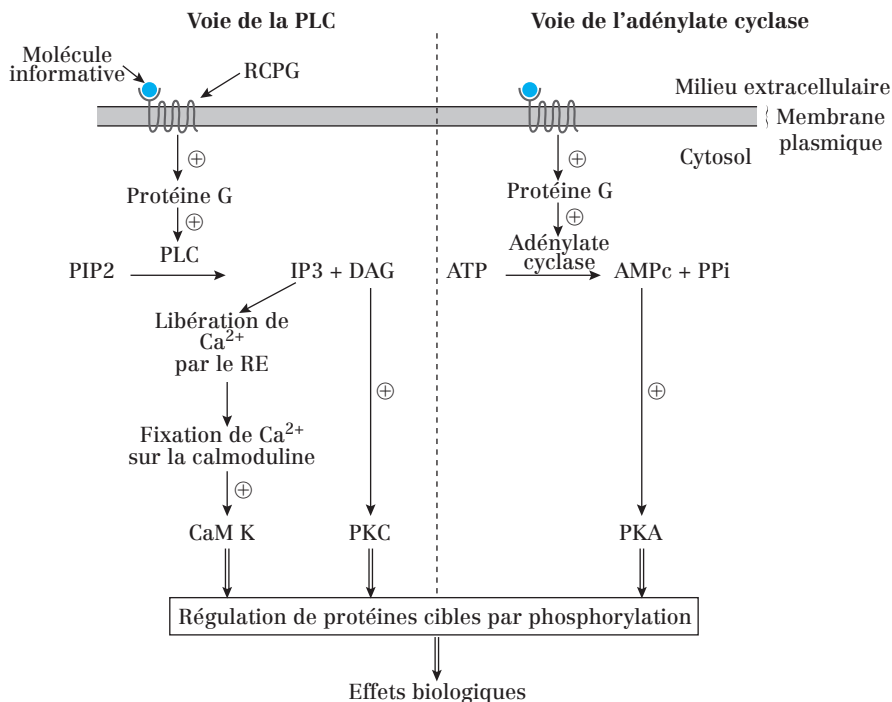 Voie de la PLC
Voie de l'adénylate cyclase
Molécule
informative
RCPG
Milieu extracellulaire
Membrane
plasmique
Cytosol
+
Protéine G
+
PLC
PIP2
IP3 + DAG
+
Protéine G
+
Adénylate
cyclase
ATP
AMPc + PPi
Libération de
Ca²⁺
par le RE
+
+
Fixation de Ca²⁺
sur la calmoduline
+
CaM K
PKC
PKA
Régulation de protéines cibles par phosphorylation
Effets biologiques